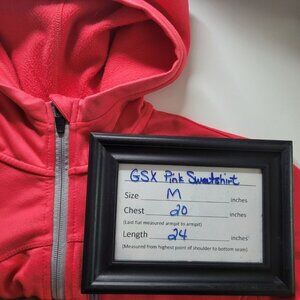 GSX Pink Sweatshirt
Size M inches
Chest 20 inches
(Laid flat measured armpit to armpit)
Length 24 inches
(Measured from highest point of shoulder to bottom seam)